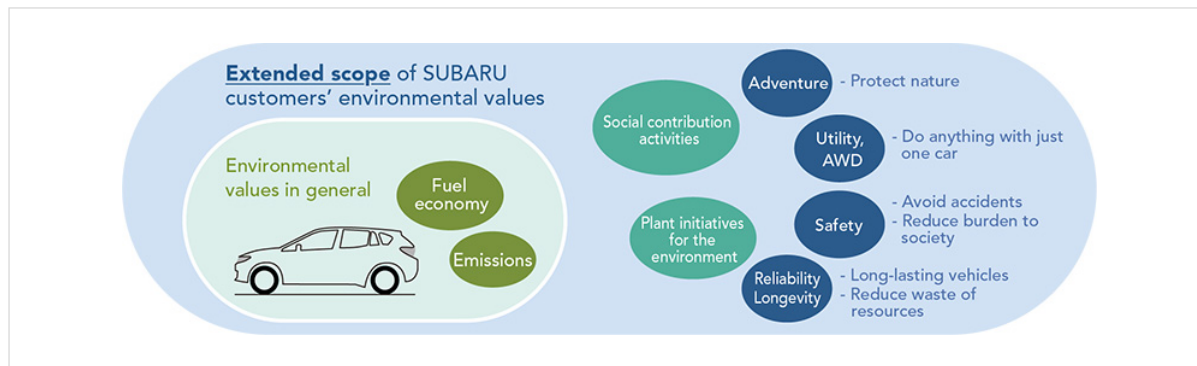 Extended scope of SUBARU
customers' environmental values
Environmental
values in general
Fuel
economy
Emissions
Social contribution
activities
Plant initiatives
for the
environment
Adventure
- Protect nature
Utility,
AWD
- Do anything with just
one car
Safety
- Avoid accidents
- Reduce burden to
society
Reliability
Longevity
- Long-lasting vehicles
- Reduce waste of
resources